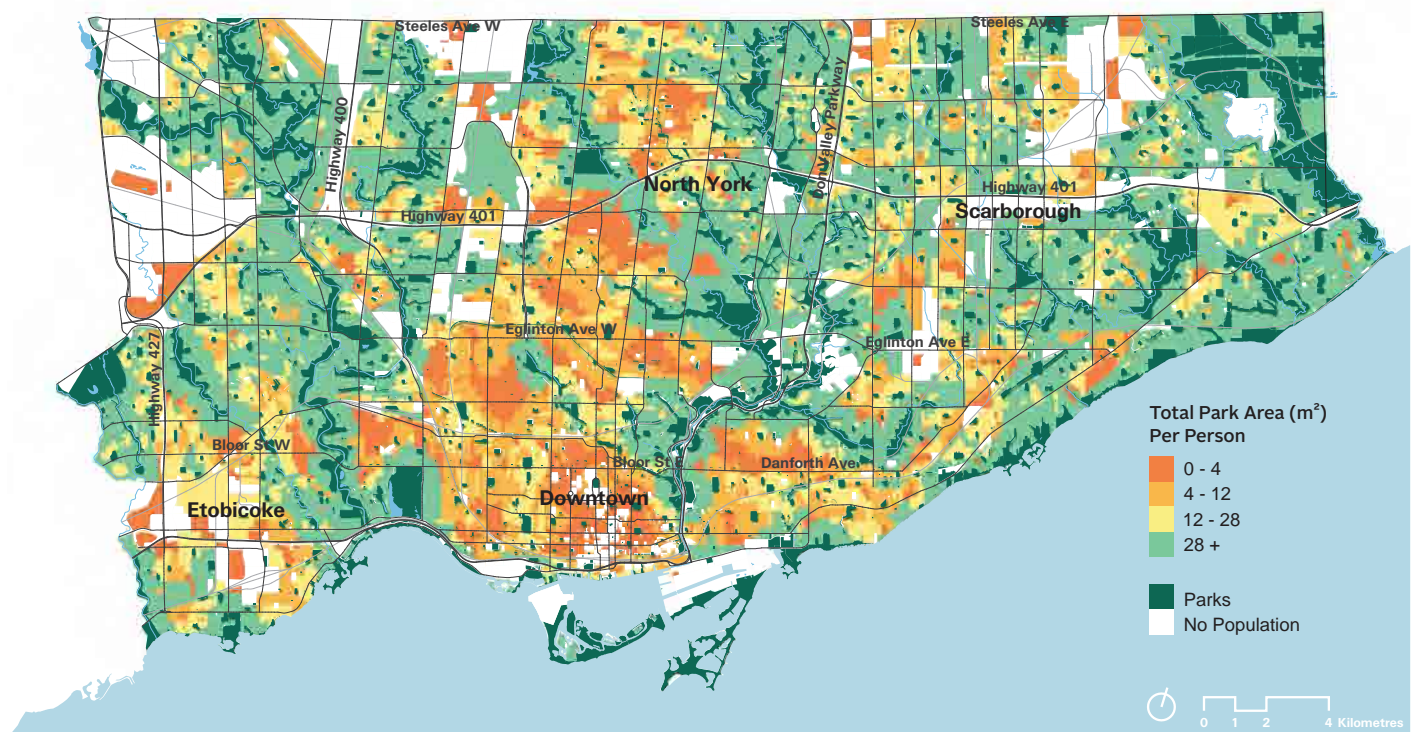 Steeles Ave W
Steeles Ave E
Highway 400
Don Valley Parkway
North York
Highway 401
Scarborough
Highway 401
Eglinton Ave W
Eglinton Ave E
Highway 427
Bloor St W
Bloor St E
Danforth Ave
Downtown
Etobicoke
Total Park Area (m²)
Per Person
0 - 4
4 - 12
12 - 28
28 +
Parks
No Population
0 1 2 4 Kilometres